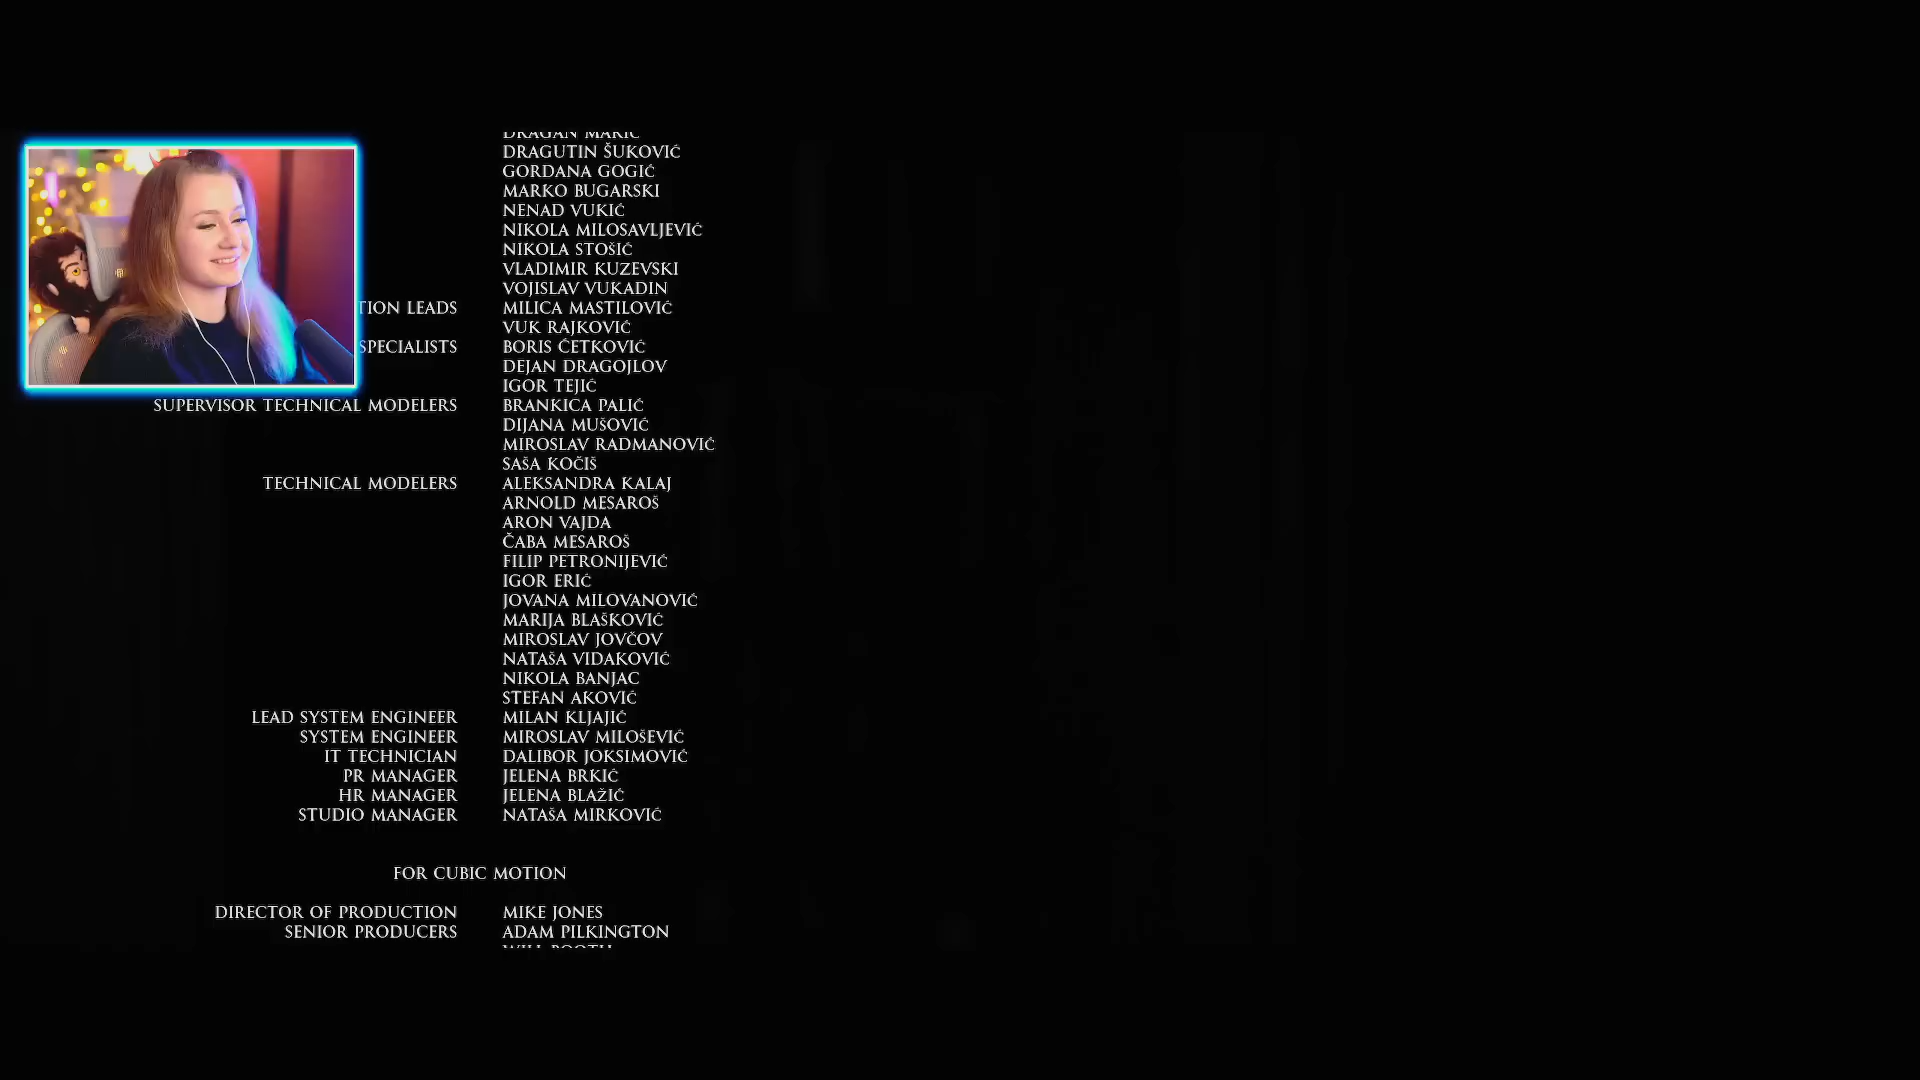 DRAGAN MARIĆ
DRAGUTIN ŠUKOVIĆ
GORDANA GOGIĆ
MARKO BUGARSKI
NENAD VUKIĆ
NIKOLA MILOSAVLJEVIĆ
NIKOLA STOŠIĆ
VLADIMIR KUZEVSKI
VOJISLAV VUKADIN
TION LEADS MILICA MASTILOVIĆ
VUK RAJKOVIĆ
SPECIALISTS BORIS ĆETKOVIĆ
DEJAN DRAGOJLOV
IGOR TEJIĆ
SUPERVISOR TECHNICAL MODELERS BRANKICA PALIĆ
DIJANA MUŠOVIĆ
MIROSLAV RADMANOVIĆ
SAŠA KOČIŠ
TECHNICAL MODELERS ALEKSANDRA KALAJ
ARNOLD MESAROŠ
ARON VAJDA
ČABA MESAROŠ
FILIP PETRONIJEVIĆ
IGOR ERIĆ
JOVANA MILOVANOVIĆ
MARIJA BLAŠKOVIĆ
MIROSLAV JOVČOV
NATAŠA VIDAKOVIĆ
NIKOLA BANJAC
STEFAN AKOVIĆ
LEAD SYSTEM ENGINEER MILAN KLJAJIĆ
SYSTEM ENGINEER MIROSLAV MILOŠEVIĆ
IT TECHNICIAN DALIBOR JOKSIMOVIĆ
PR MANAGER JELENA BRKIĆ
HR MANAGER JELENA BLAŽIĆ
STUDIO MANAGER NATAŠA MIRKOVIĆ
FOR CUBIC MOTION
DIRECTOR OF PRODUCTION MIKE JONES
SENIOR PRODUCERS ADAM PILKINGTON